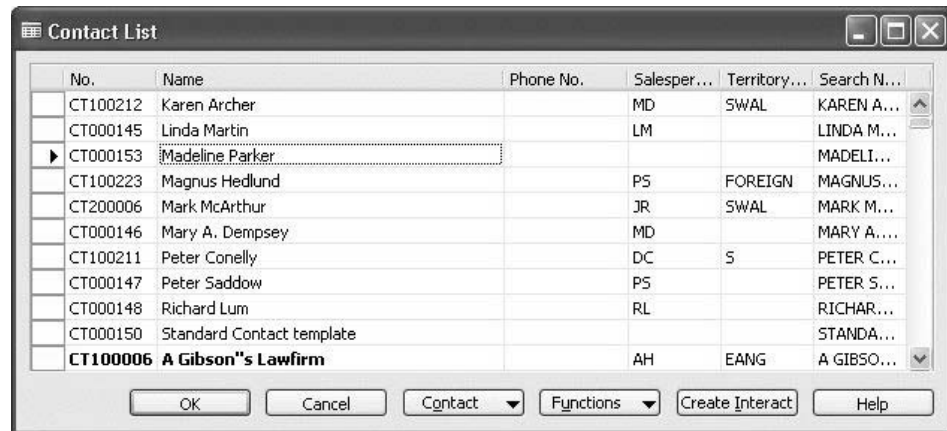 Contact List
No. Name Phone No. Salesper... Territory... Search N...
CT100212 Karen Archer MD SWAL KAREN A...
CT000145 Linda Martin LM LINDA M...
CT000153 Madeline Parker MADELI...
CT100223 Magnus Hedlund PS FOREIGN MAGNUS...
CT200006 Mark McArthur JR SWAL MARK M...
CT000146 Mary A. Dempsey MD MARY A....
CT100211 Peter Conelly DC S PETER C...
CT000147 Peter Saddow PS PETER S...
CT000148 Richard Lum RL RICHAR...
CT000150 Standard Contact template STANDA...
CT100006 A Gibson"s Lawfirm AH EANG A GIBSO...
OK Cancel Contact Functions Create Interact Help